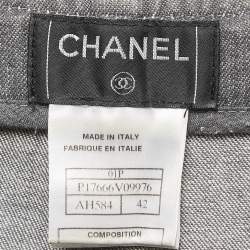 CHANEL
MADE IN ITALY
FABRIQUE EN ITALIE
01P
P17666V09976
AH584 42
COMPOSITION